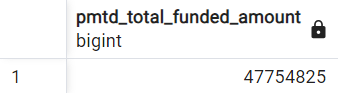 pmtd_total_funded_amount
bigint
1 47754825